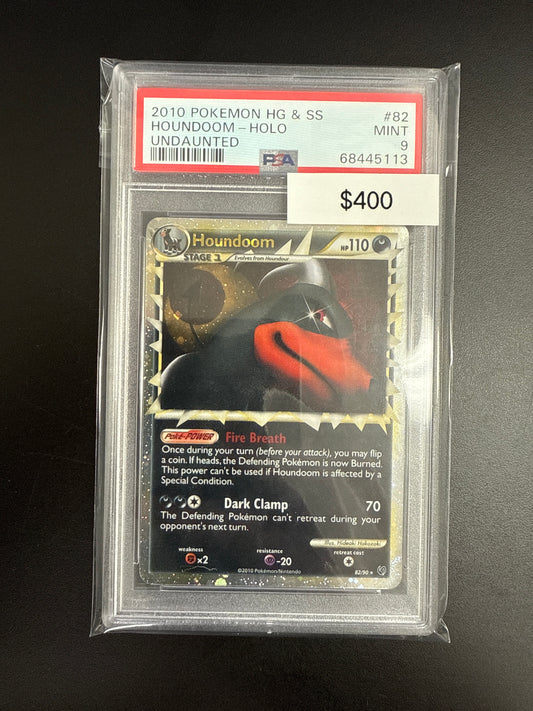 2010 POKEMON HG & SS #82
HOUNDOOM - HOLO MINT
UNDAUNTED 9
PSA 68445113
$400
Houndoom HP 110
STAGE 1 Evolves from Houndour
Poké-POWER Fire Breath
Once during your turn (before your attack), you may flip
a coin. If heads, the Defending Pokémon is now Burned.
This power can't be used if Houndoom is affected by a
Special Condition.
Dark Clamp 70
The Defending Pokémon can't retreat during your
opponent's next turn.
Illus. Hideaki Hakozaki
weakness resistance retreat cost
x2 -20
©2010 Pokémon/Nintendo 82/90 ★